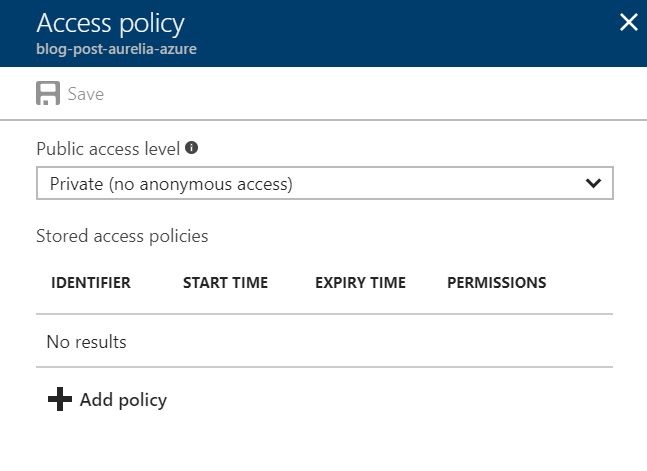 Access policy
blog-post-aurelia-azure
Save
Public access level
Private (no anonymous access)
Stored access policies
IDENTIFIER START TIME EXPIRY TIME PERMISSIONS
No results
Add policy